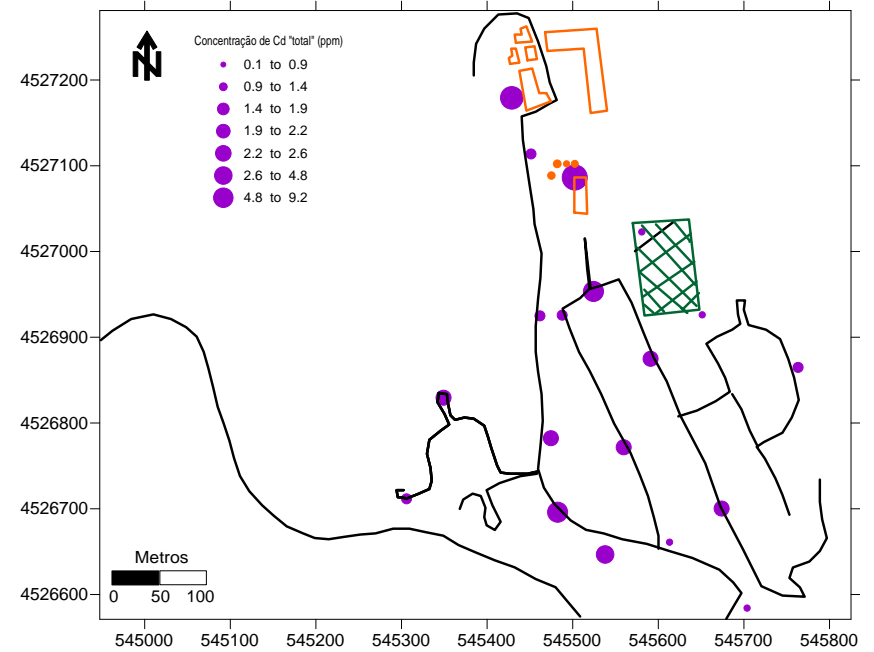 N
Concentração de Cd "total" (ppm)
0.1 to 0.9
0.9 to 1.4
1.4 to 1.9
1.9 to 2.2
2.2 to 2.6
2.6 to 4.8
4.8 to 9.2
4527200
4527100
4527000
4526900
4526800
4526700
4526600
Metros
0 50 100
545000 545100 545200 545300 545400 545500 545600 545700 545800